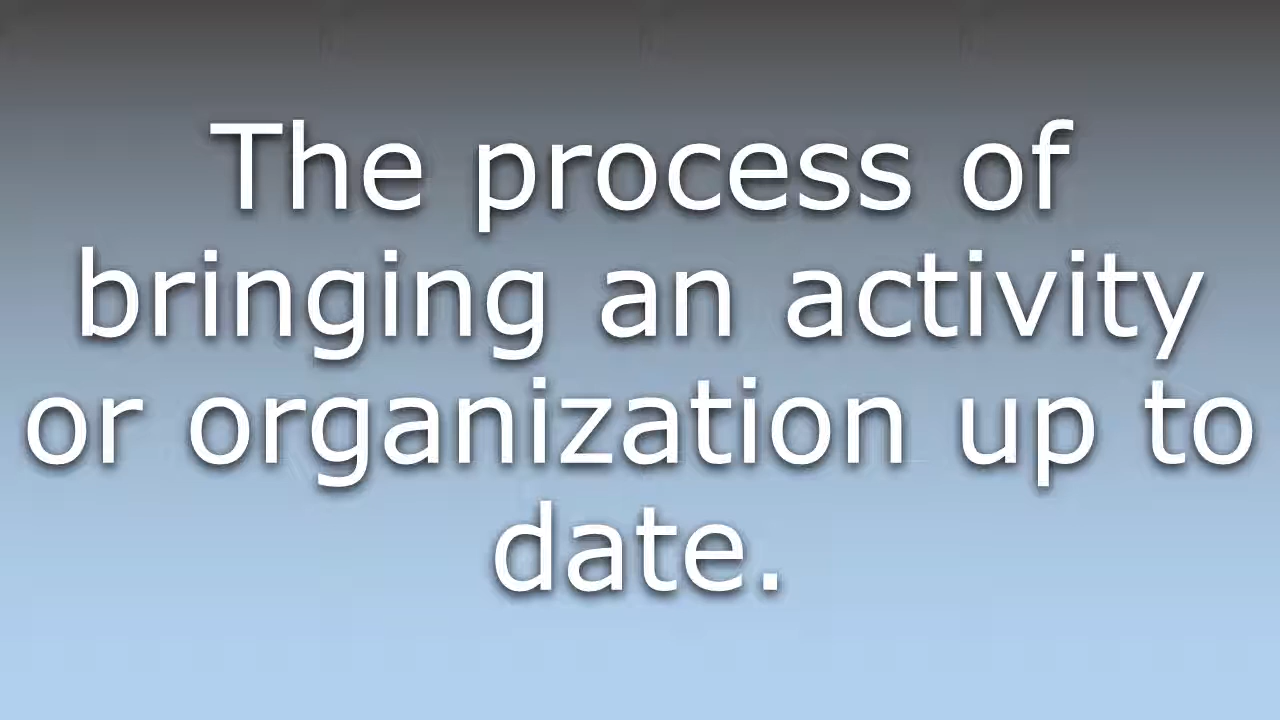 The process of
bringing an activity
or organization up to
date.